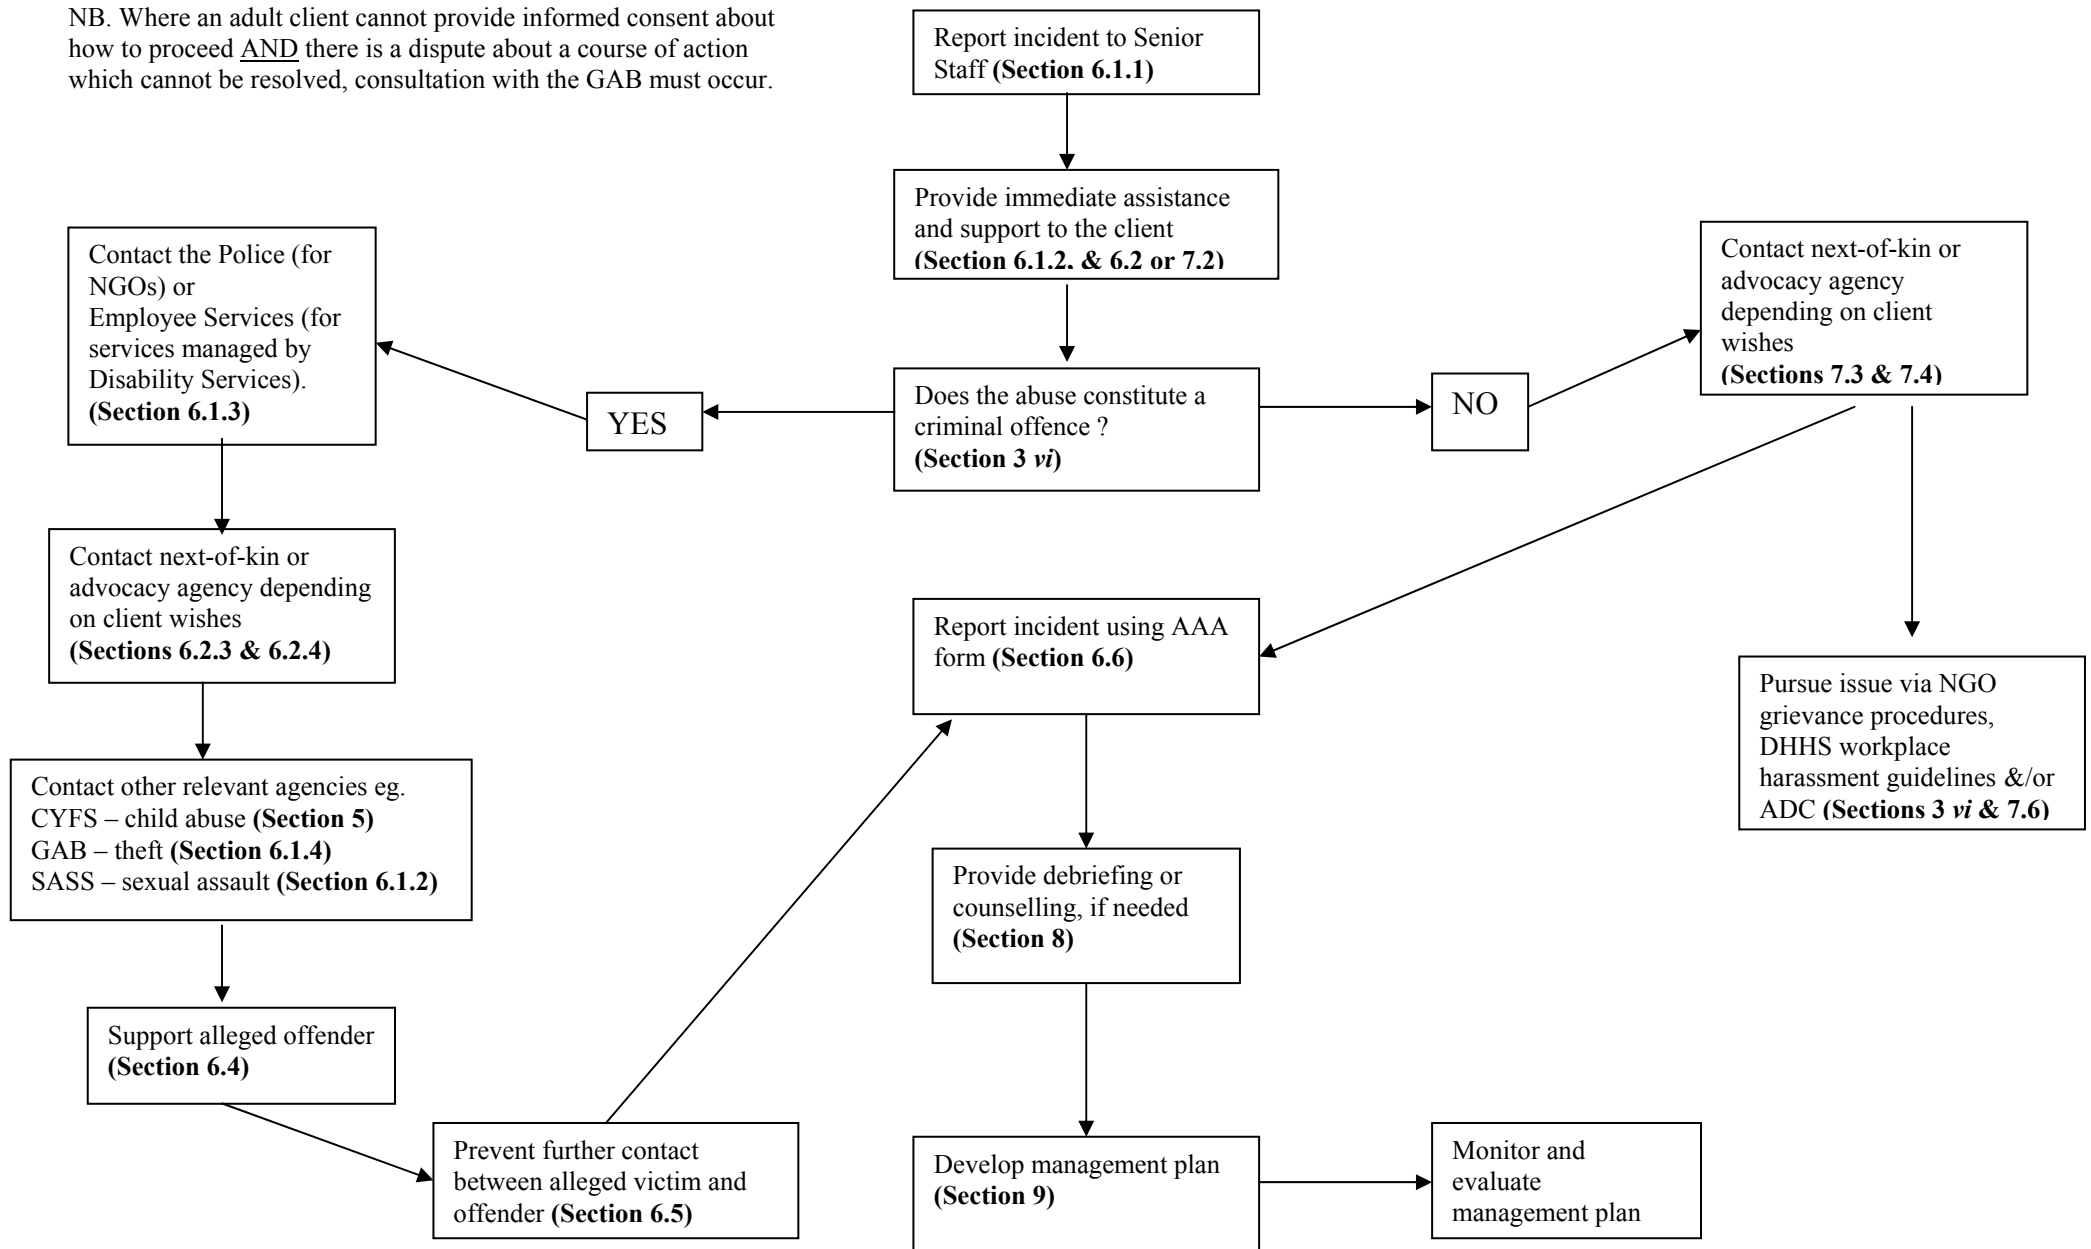 NB. Where an adult client cannot provide informed consent about
how to proceed AND there is a dispute about a course of action
which cannot be resolved, consultation with the GAB must occur.
Report incident to Senior
Staff (Section 6.1.1)
Provide immediate assistance
and support to the client
(Section 6.1.2, & 6.2 or 7.2)
Does the abuse constitute a
criminal offence ?
(Section 3 vi)
YES
Contact the Police (for
NGOs) or
Employee Services (for
services managed by
Disability Services).
(Section 6.1.3)
Contact next-of-kin or
advocacy agency depending
on client wishes
(Sections 6.2.3 & 6.2.4)
Contact other relevant agencies eg.
CYFS – child abuse (Section 5)
GAB – theft (Section 6.1.4)
SASS – sexual assault (Section 6.1.2)
Support alleged offender
(Section 6.4)
Prevent further contact
between alleged victim and
offender (Section 6.5)
NO
Contact next-of-kin or
advocacy agency
depending on client
wishes
(Sections 7.3 & 7.4)
Pursue issue via NGO
grievance procedures,
DHHS workplace
harassment guidelines &/or
ADC (Sections 3 vi & 7.6)
Report incident using AAA
form (Section 6.6)
Provide debriefing or
counselling, if needed
(Section 8)
Develop management plan
(Section 9)
Monitor and
evaluate
management plan